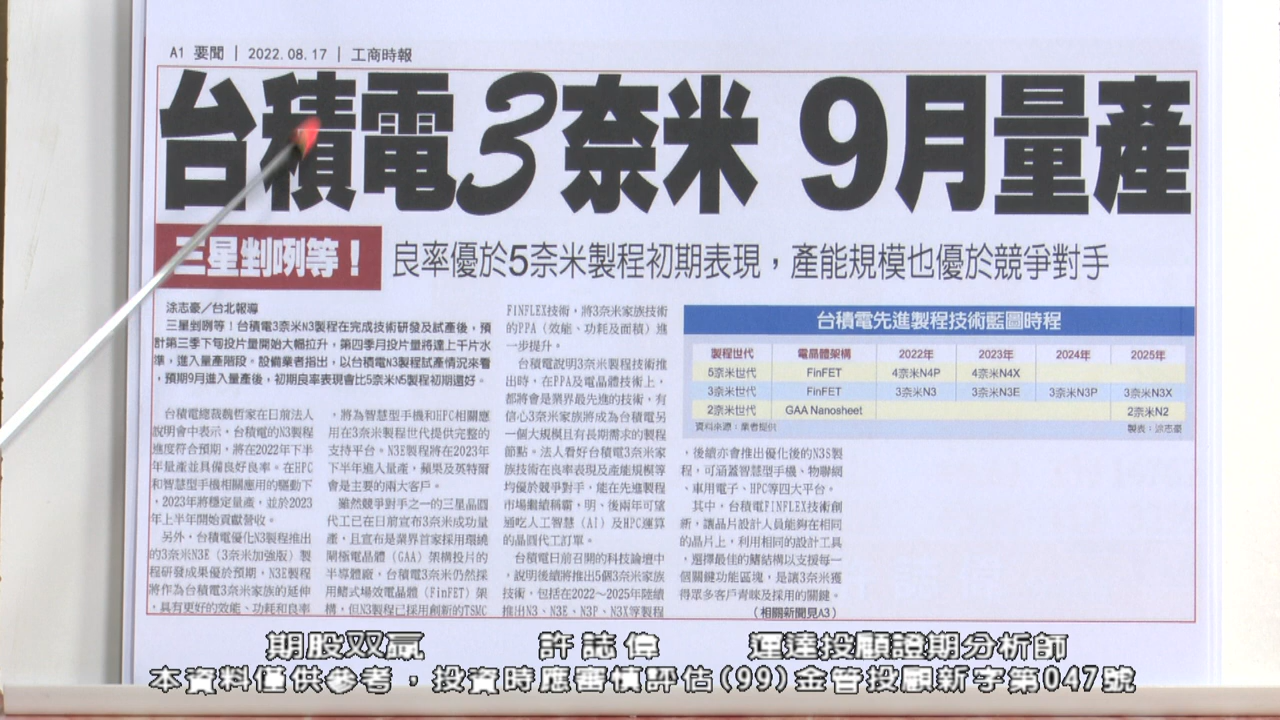 A1 要聞 | 2022.08.17 | 工商時報
台積電3奈米 9月量產
三星剉咧等！
良率優於5奈米製程初期表現，產能規模也優於競爭對手
涂志豪／台北報導
三星剉咧等！台積電3奈米N3製程在完成技術研發及試產後，預
計第三季下旬投片量開始大幅拉升，第四季月投片量將達上千片水
準，進入量產階段。設備業者指出，以台積電N3製程試產情況來看
，預期9月進入量產後，初期良率表現會比5奈米N5製程初期還好。
台積電總裁魏哲家在日前法人
說明會中表示，台積電的N3製程
進度符合預期，將在2022年下半
年量產並具備良好良率。在HPC
和智慧型手機相關應用的驅動下
，2023年將穩定量產，並於2023
年上半年開始貢獻營收。
另外，台積電優化N3製程推出
的3奈米N3E（3奈米加強版）製
程研發成果優於預期，N3E製程
將作為台積電3奈米家族的延伸
，具有更好的效能、功耗和良率
，將為智慧型手機和HPC相關應
用在3奈米製程世代提供完整的
支持平台。N3E製程將在2023年
下半年進入量產，蘋果及英特爾
會是主要的兩大客戶。
雖然競爭對手之一的三星晶圓
代工已在日前宣布3奈米成功量
產，且宣布是業界首家採用環繞
閘極電晶體（GAA）架構投片的
半導體廠，台積電3奈米仍然採
用鰭式場效電晶體（FinFET）架
構，但N3製程已採用創新的TSMC
FINFLEX技術，將3奈米家族技術
的PPA（效能、功耗及面積）進
一步提升。
台積電說明3奈米製程技術推
出時，在PPA及電晶體技術上，
都將會是業界最先進的技術，有
信心3奈米家族將成為台積電另
一個大規模且有長期需求的製程
節點。法人看好台積電3奈米家
族技術在良率表現及產能規模等
均優於競爭對手，能在先進製程
市場繼續稱霸，明、後兩年可望
通吃人工智慧（AI）及HPC運算
的晶圓代工訂單。
台積電日前召開的科技論壇中
，說明後續將推出5個3奈米家族
技術，包括在2022～2025年陸續
推出N3、N3E、N3P、N3X等製程
台積電先進製程技術藍圖時程
製程世代 電晶體架構 2022年 2023年 2024年 2025年
5奈米世代 FinFET 4奈米N4P 4奈米N4X
3奈米世代 FinFET 3奈米N3 3奈米N3E 3奈米N3P 3奈米N3X
2奈米世代 GAA Nanosheet 2奈米N2
資料來源：業者提供 製表：涂志豪
，後續亦會推出優化後的N3S製
程，可涵蓋智慧型手機、物聯網
、車用電子、HPC等四大平台。
其中，台積電FINFLEX技術創
新，讓晶片設計人員能夠在相同
的晶片上，利用相同的設計工具
，選擇最佳的鰭結構以支援每一
個關鍵功能區塊，是讓3奈米獲
得眾多客戶青睞及採用的關鍵。
（相關新聞見A3）
期股双贏 許誌偉 運達投顧證期分析師
本資料僅供參考，投資時應審慎評估(99)金管投顧新字第047號